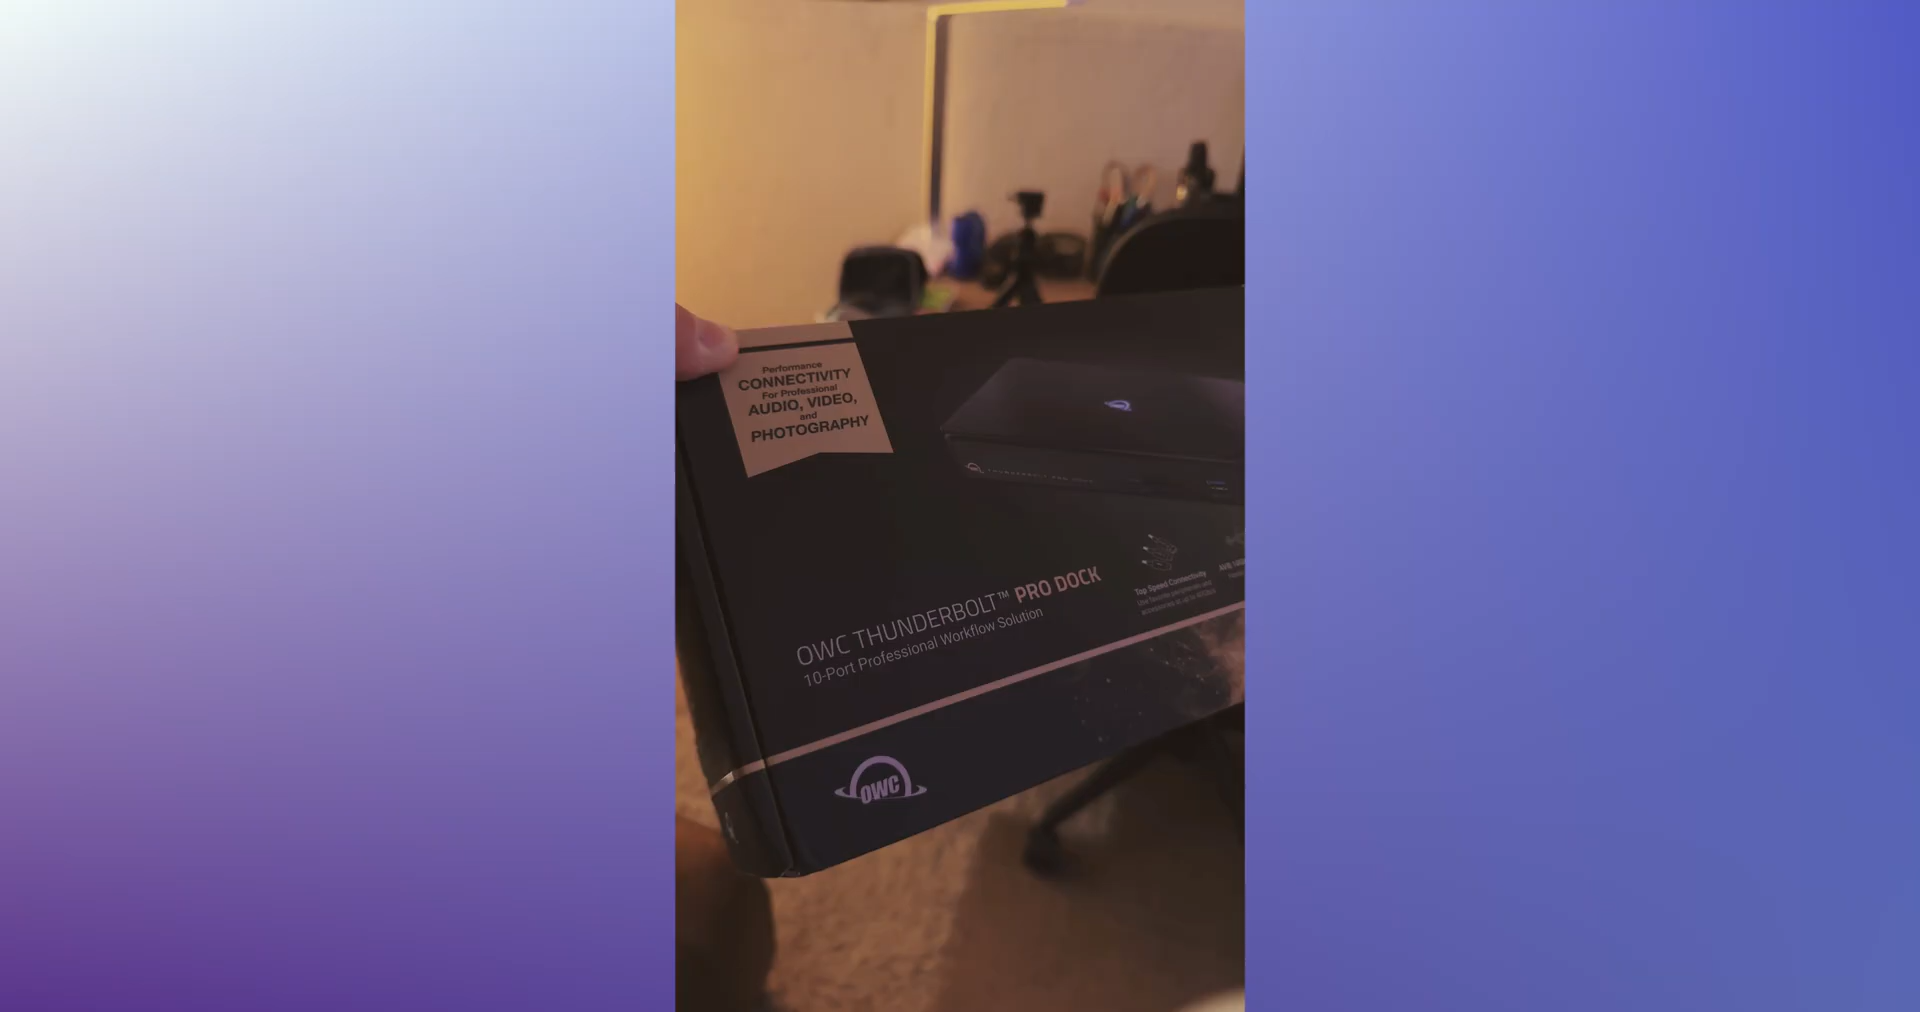 Performance
CONNECTIVITY
For Professional
AUDIO, VIDEO,
and
PHOTOGRAPHY
OWC THUNDERBOLT™ PRO DOCK
10-Port Professional Workflow Solution
Top Speed Connectivity
OWC